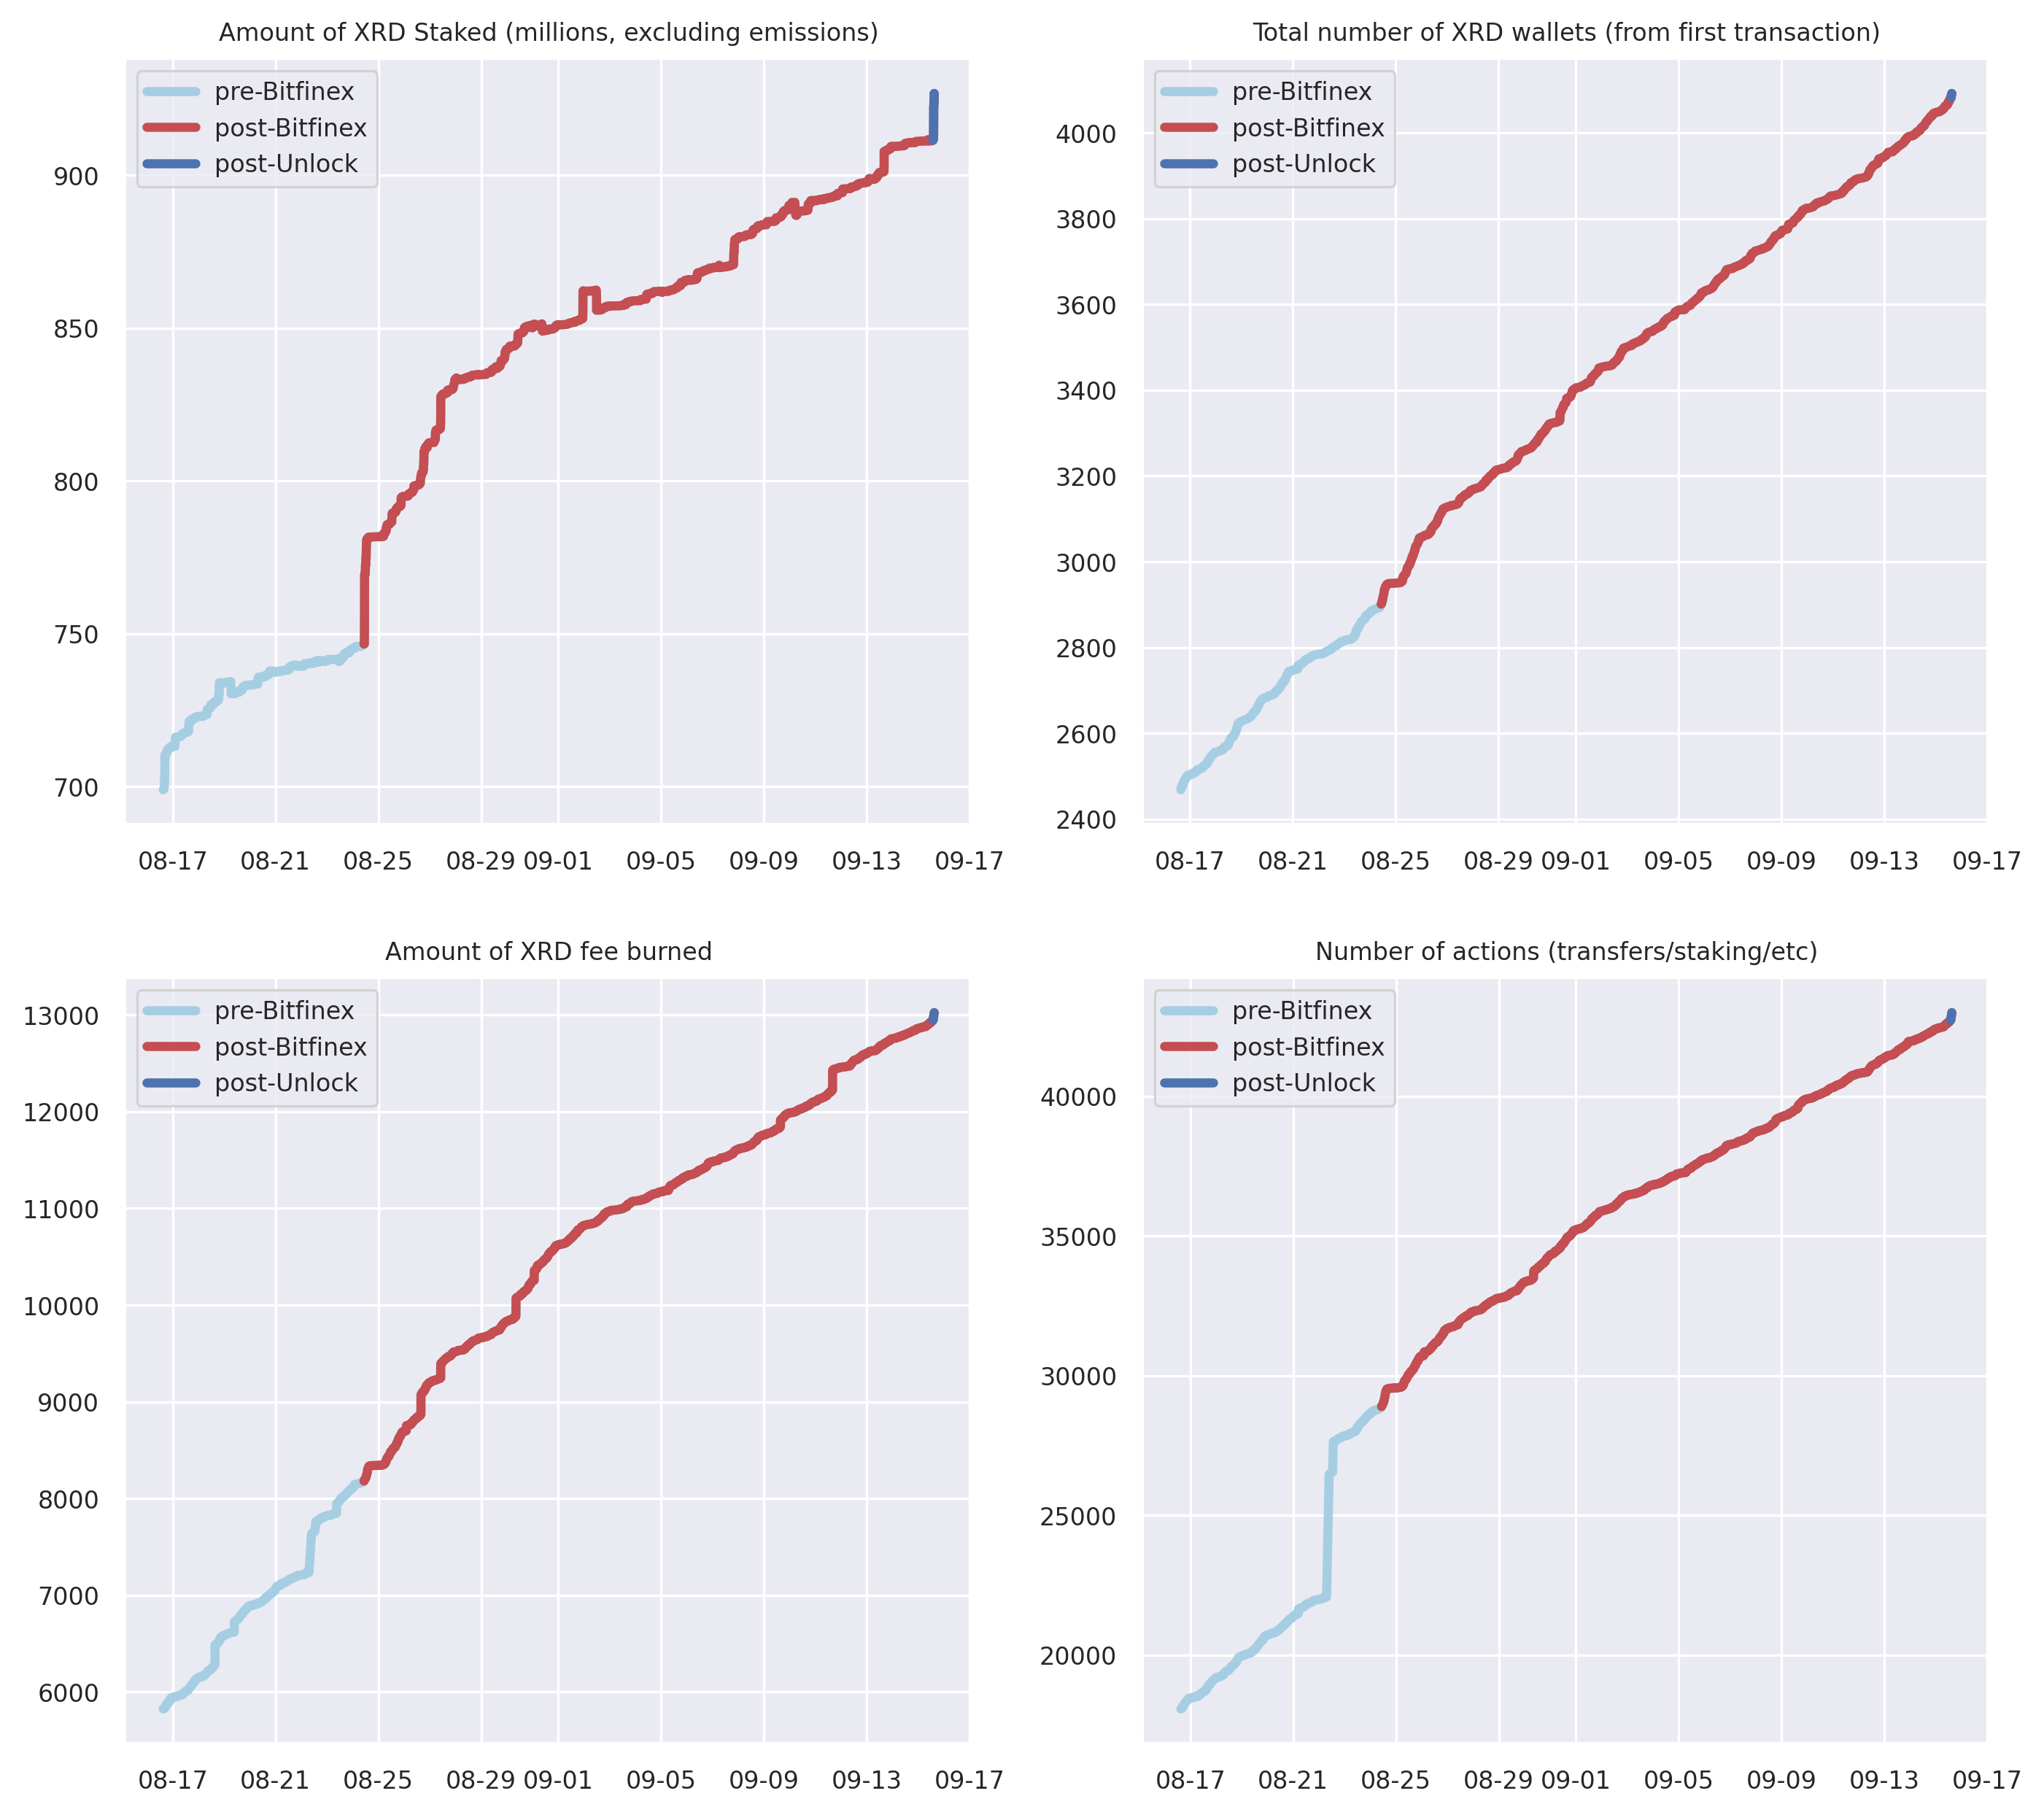 Amount of XRD Staked (millions, excluding emissions)
pre-Bitfinex
post-Bitfinex
post-Unlock
900
850
800
750
700
08-17 08-21 08-25 08-29 09-01 09-05 09-09 09-13 09-17
Total number of XRD wallets (from first transaction)
pre-Bitfinex
post-Bitfinex
post-Unlock
4000
3800
3600
3400
3200
3000
2800
2600
2400
08-17 08-21 08-25 08-29 09-01 09-05 09-09 09-13 09-17
Amount of XRD fee burned
pre-Bitfinex
post-Bitfinex
post-Unlock
13000
12000
11000
10000
9000
8000
7000
6000
08-17 08-21 08-25 08-29 09-01 09-05 09-09 09-13 09-17
Number of actions (transfers/staking/etc)
pre-Bitfinex
post-Bitfinex
post-Unlock
40000
35000
30000
25000
20000
08-17 08-21 08-25 08-29 09-01 09-05 09-09 09-13 09-17